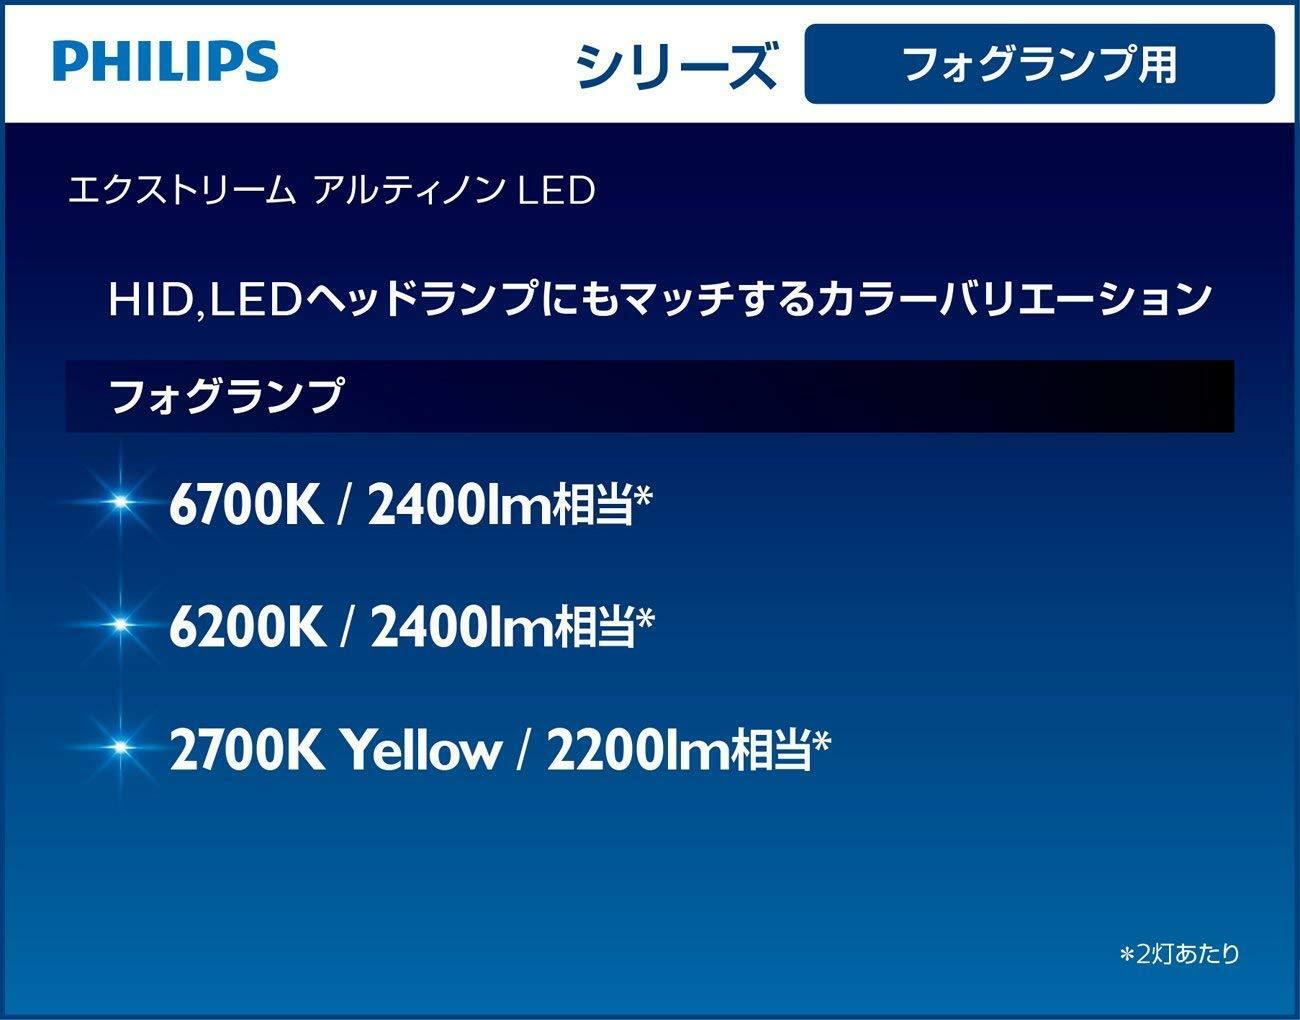 PHILIPS シリーズ フォグランプ用
エクストリーム アルティノン LED
HID,LEDヘッドランプにもマッチするカラーバリエーション
フォグランプ
6700K / 2400lm相当*
6200K / 2400lm相当*
2700K Yellow / 2200lm相当*
*2灯あたり